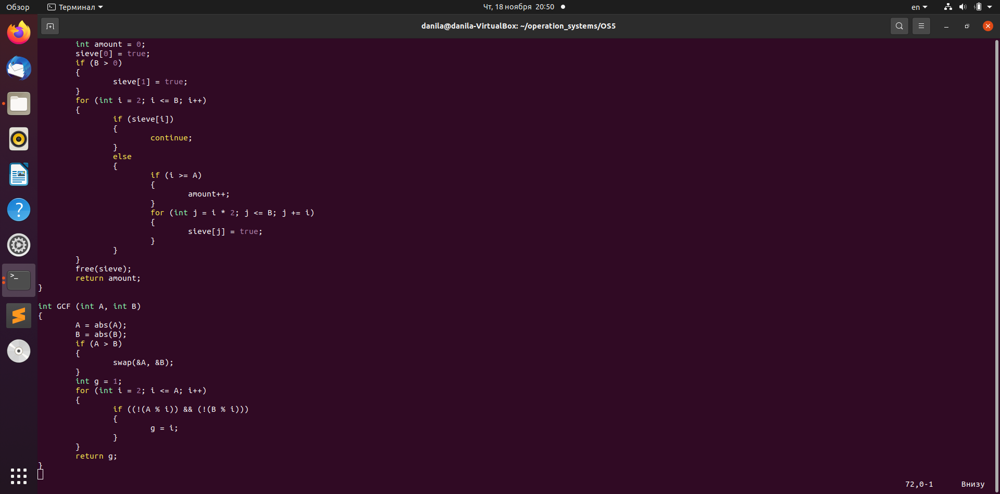 Обзор Терминал Чт, 18 ноября 20:50 en
danila@danila-VirtualBox: ~/operation_systems/OS5
        int amount = 0;
        sieve[0] = true;
        if (B > 0)
        {
                sieve[1] = true;
        }
        for (int i = 2; i <= B; i++)
        {
                if (sieve[i])
                {
                        continue;
                }
                else
                {
                        if (i >= A)
                        {
                                amount++;
                        }
                        for (int j = i * 2; j <= B; j += i)
                        {
                                sieve[j] = true;
                        }
                }
        }
        free(sieve);
        return amount;
}
int GCF (int A, int B)
{
        A = abs(A);
        B = abs(B);
        if (A > B)
        {
                swap(&A, &B);
        }
        int g = 1;
        for (int i = 2; i <= A; i++)
        {
                if ((!(A % i)) && (!(B % i)))
                {
                        g = i;
                }
        }
        return g;
}
72,0-1 Внизу